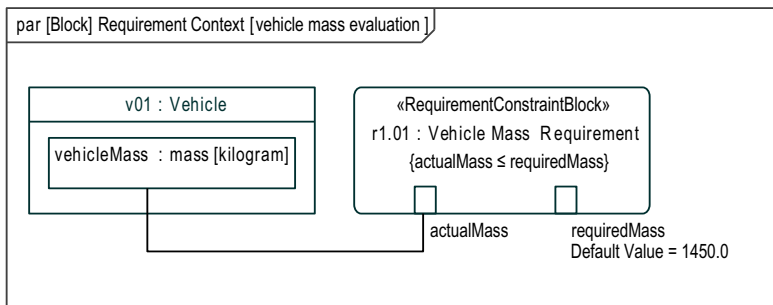 par [Block] Requirement Context [vehicle mass evaluation ]
v01 : Vehicle
vehicleMass : mass [kilogram]
«RequirementConstraintBlock»
r1.01 : Vehicle Mass Requirement
{actualMass ≤ requiredMass}
actualMass
requiredMass
Default Value = 1450.0